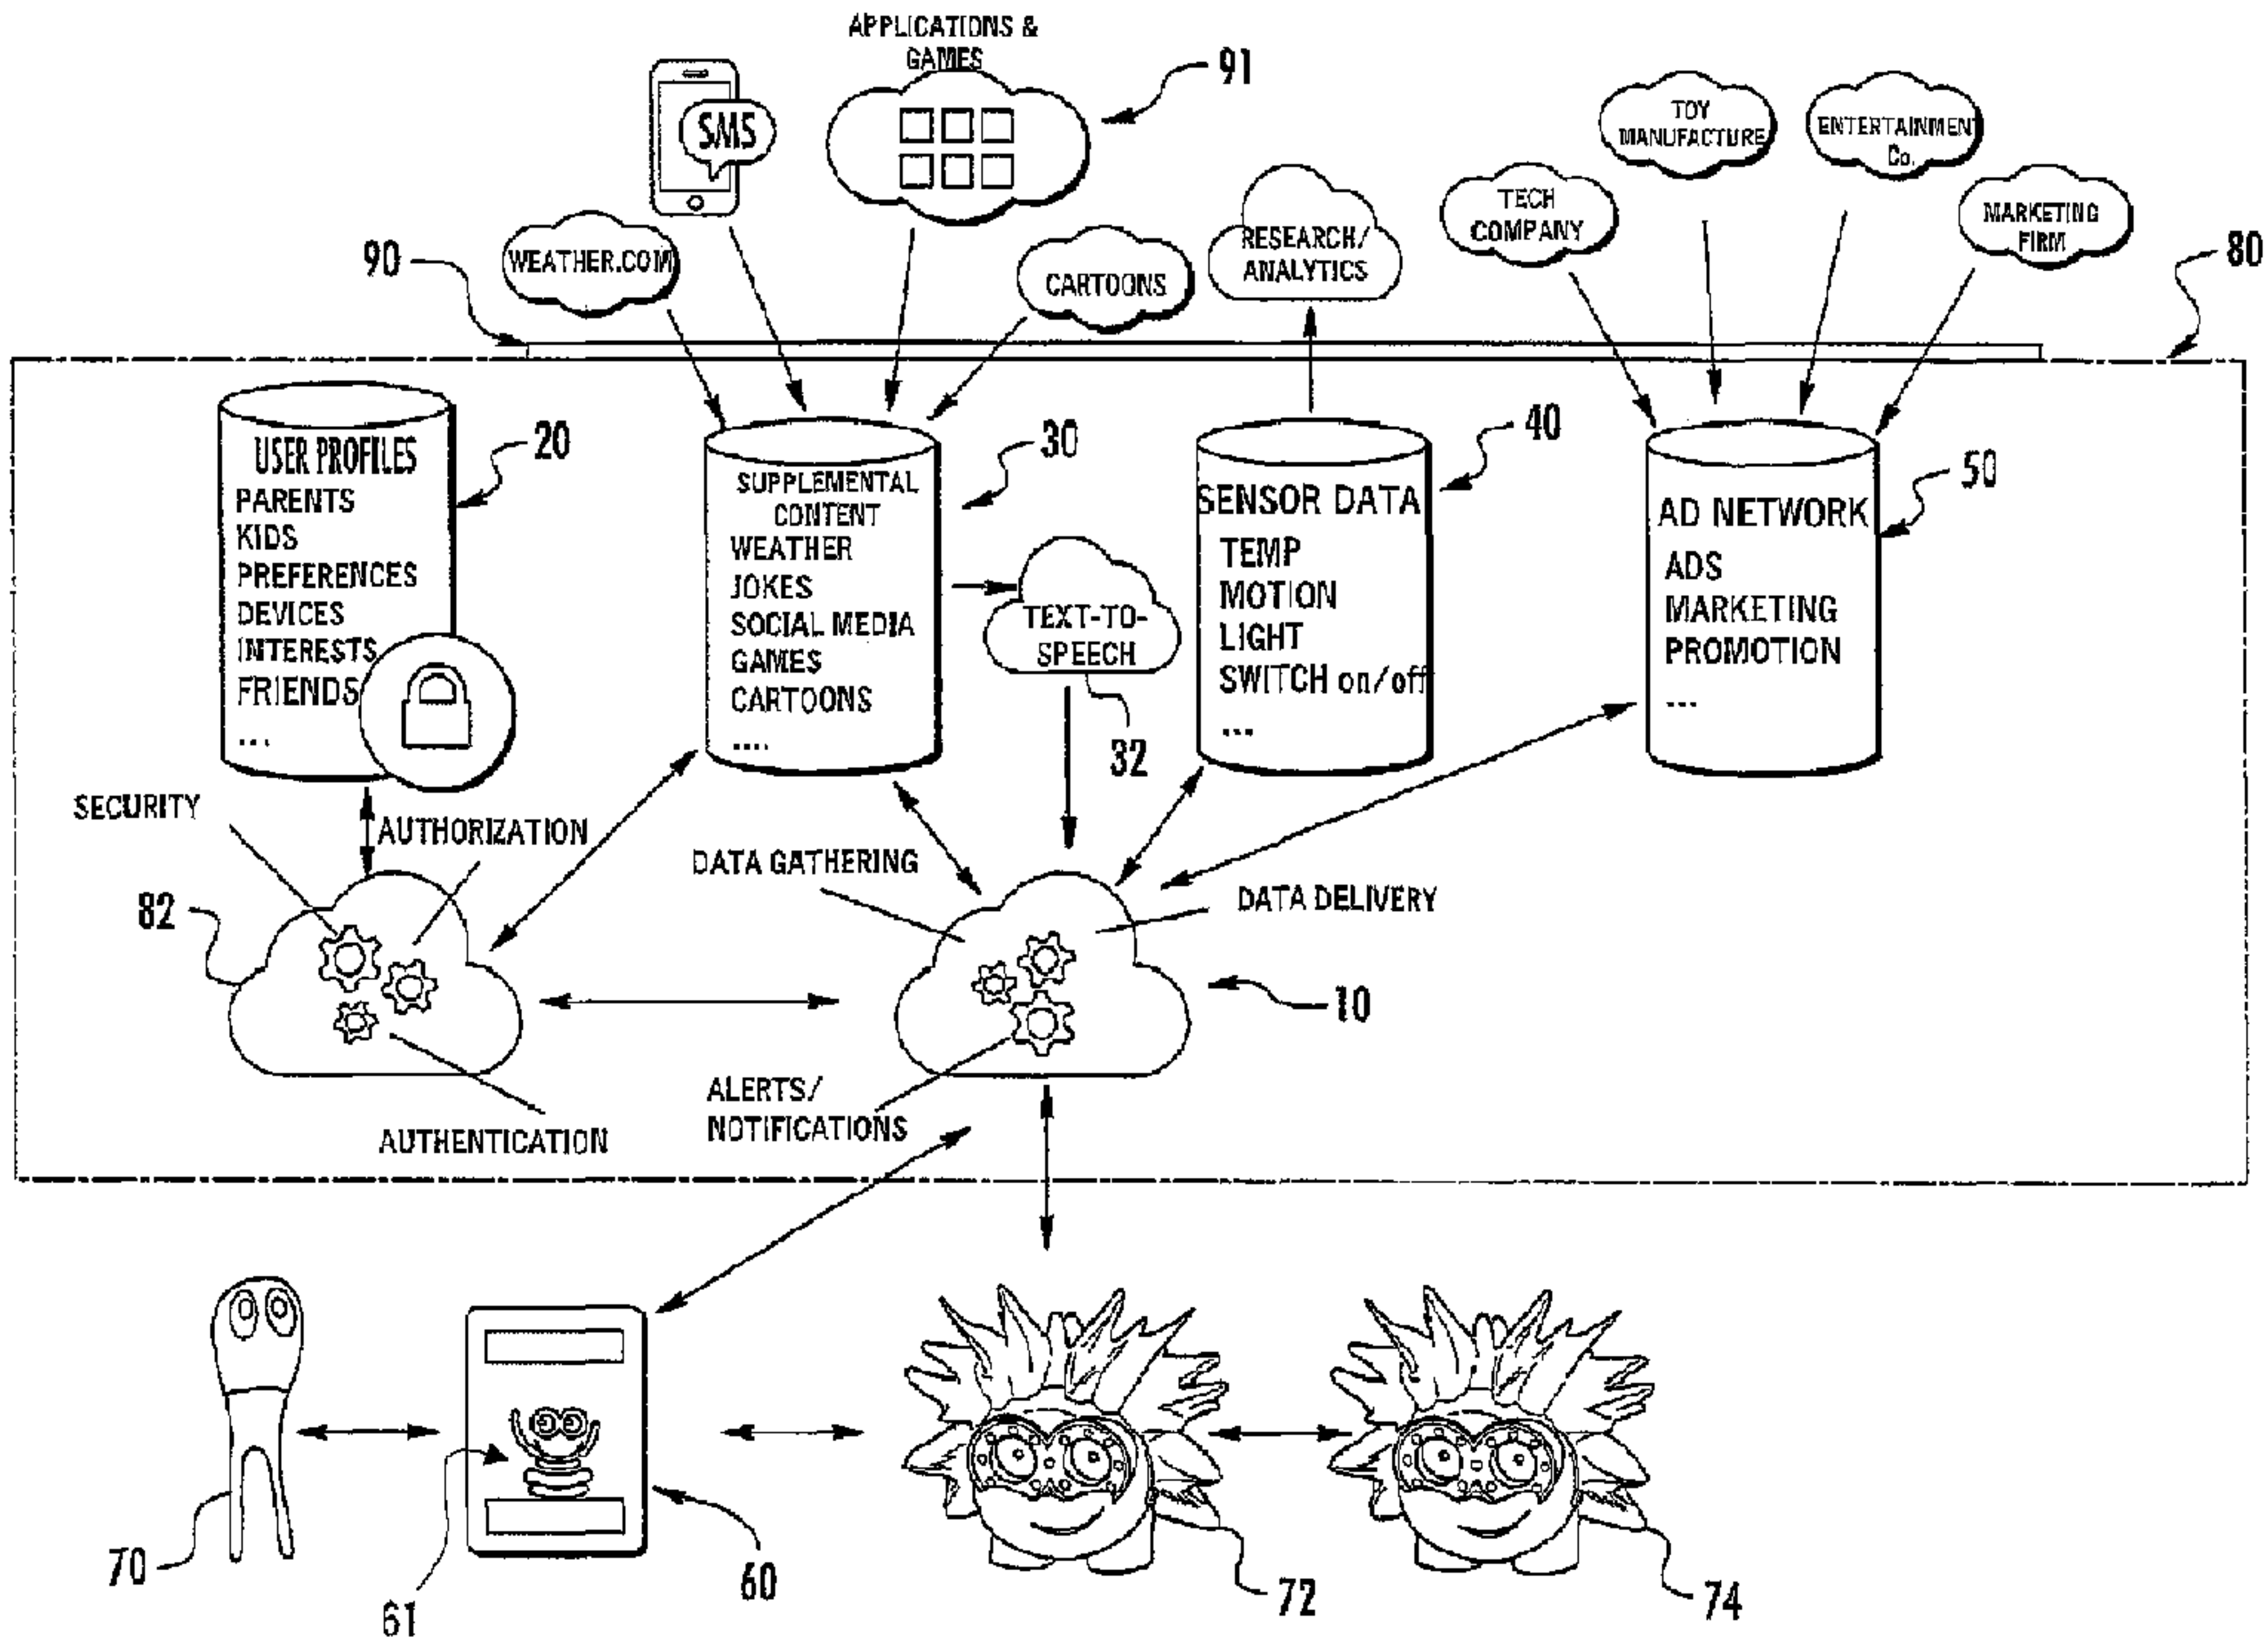 APPLICATIONS &
GAMES
91
SMS
TOY
MANUFACTURE
ENTERTAINMEN
Co.
TECH
COMPANY
MARKETING
FIRM
RESEARCH/
ANALYTICS
90
WEATHER.COM
CARTOONS
80
USER PROFILES
PARENTS
KIDS
PREFERENCES
DEVICES
INTERESTS
FRIENDS
...
20
SUPPLEMENTAL
CONTENT
WEATHER
JOKES
SOCIAL MEDIA
GAMES
CARTOONS
....
30
TEXT-TO-
SPEECH
32
SENSOR DATA
TEMP
MOTION
LIGHT
SWITCH on/off
...
40
AD NETWORK
ADS
MARKETING
PROMOTION
...
50
SECURITY
AUTHORIZATION
82
AUTHENTICATION
DATA GATHERING
DATA DELIVERY
10
ALERTS/
NOTIFICATIONS
70
61
60
72
74